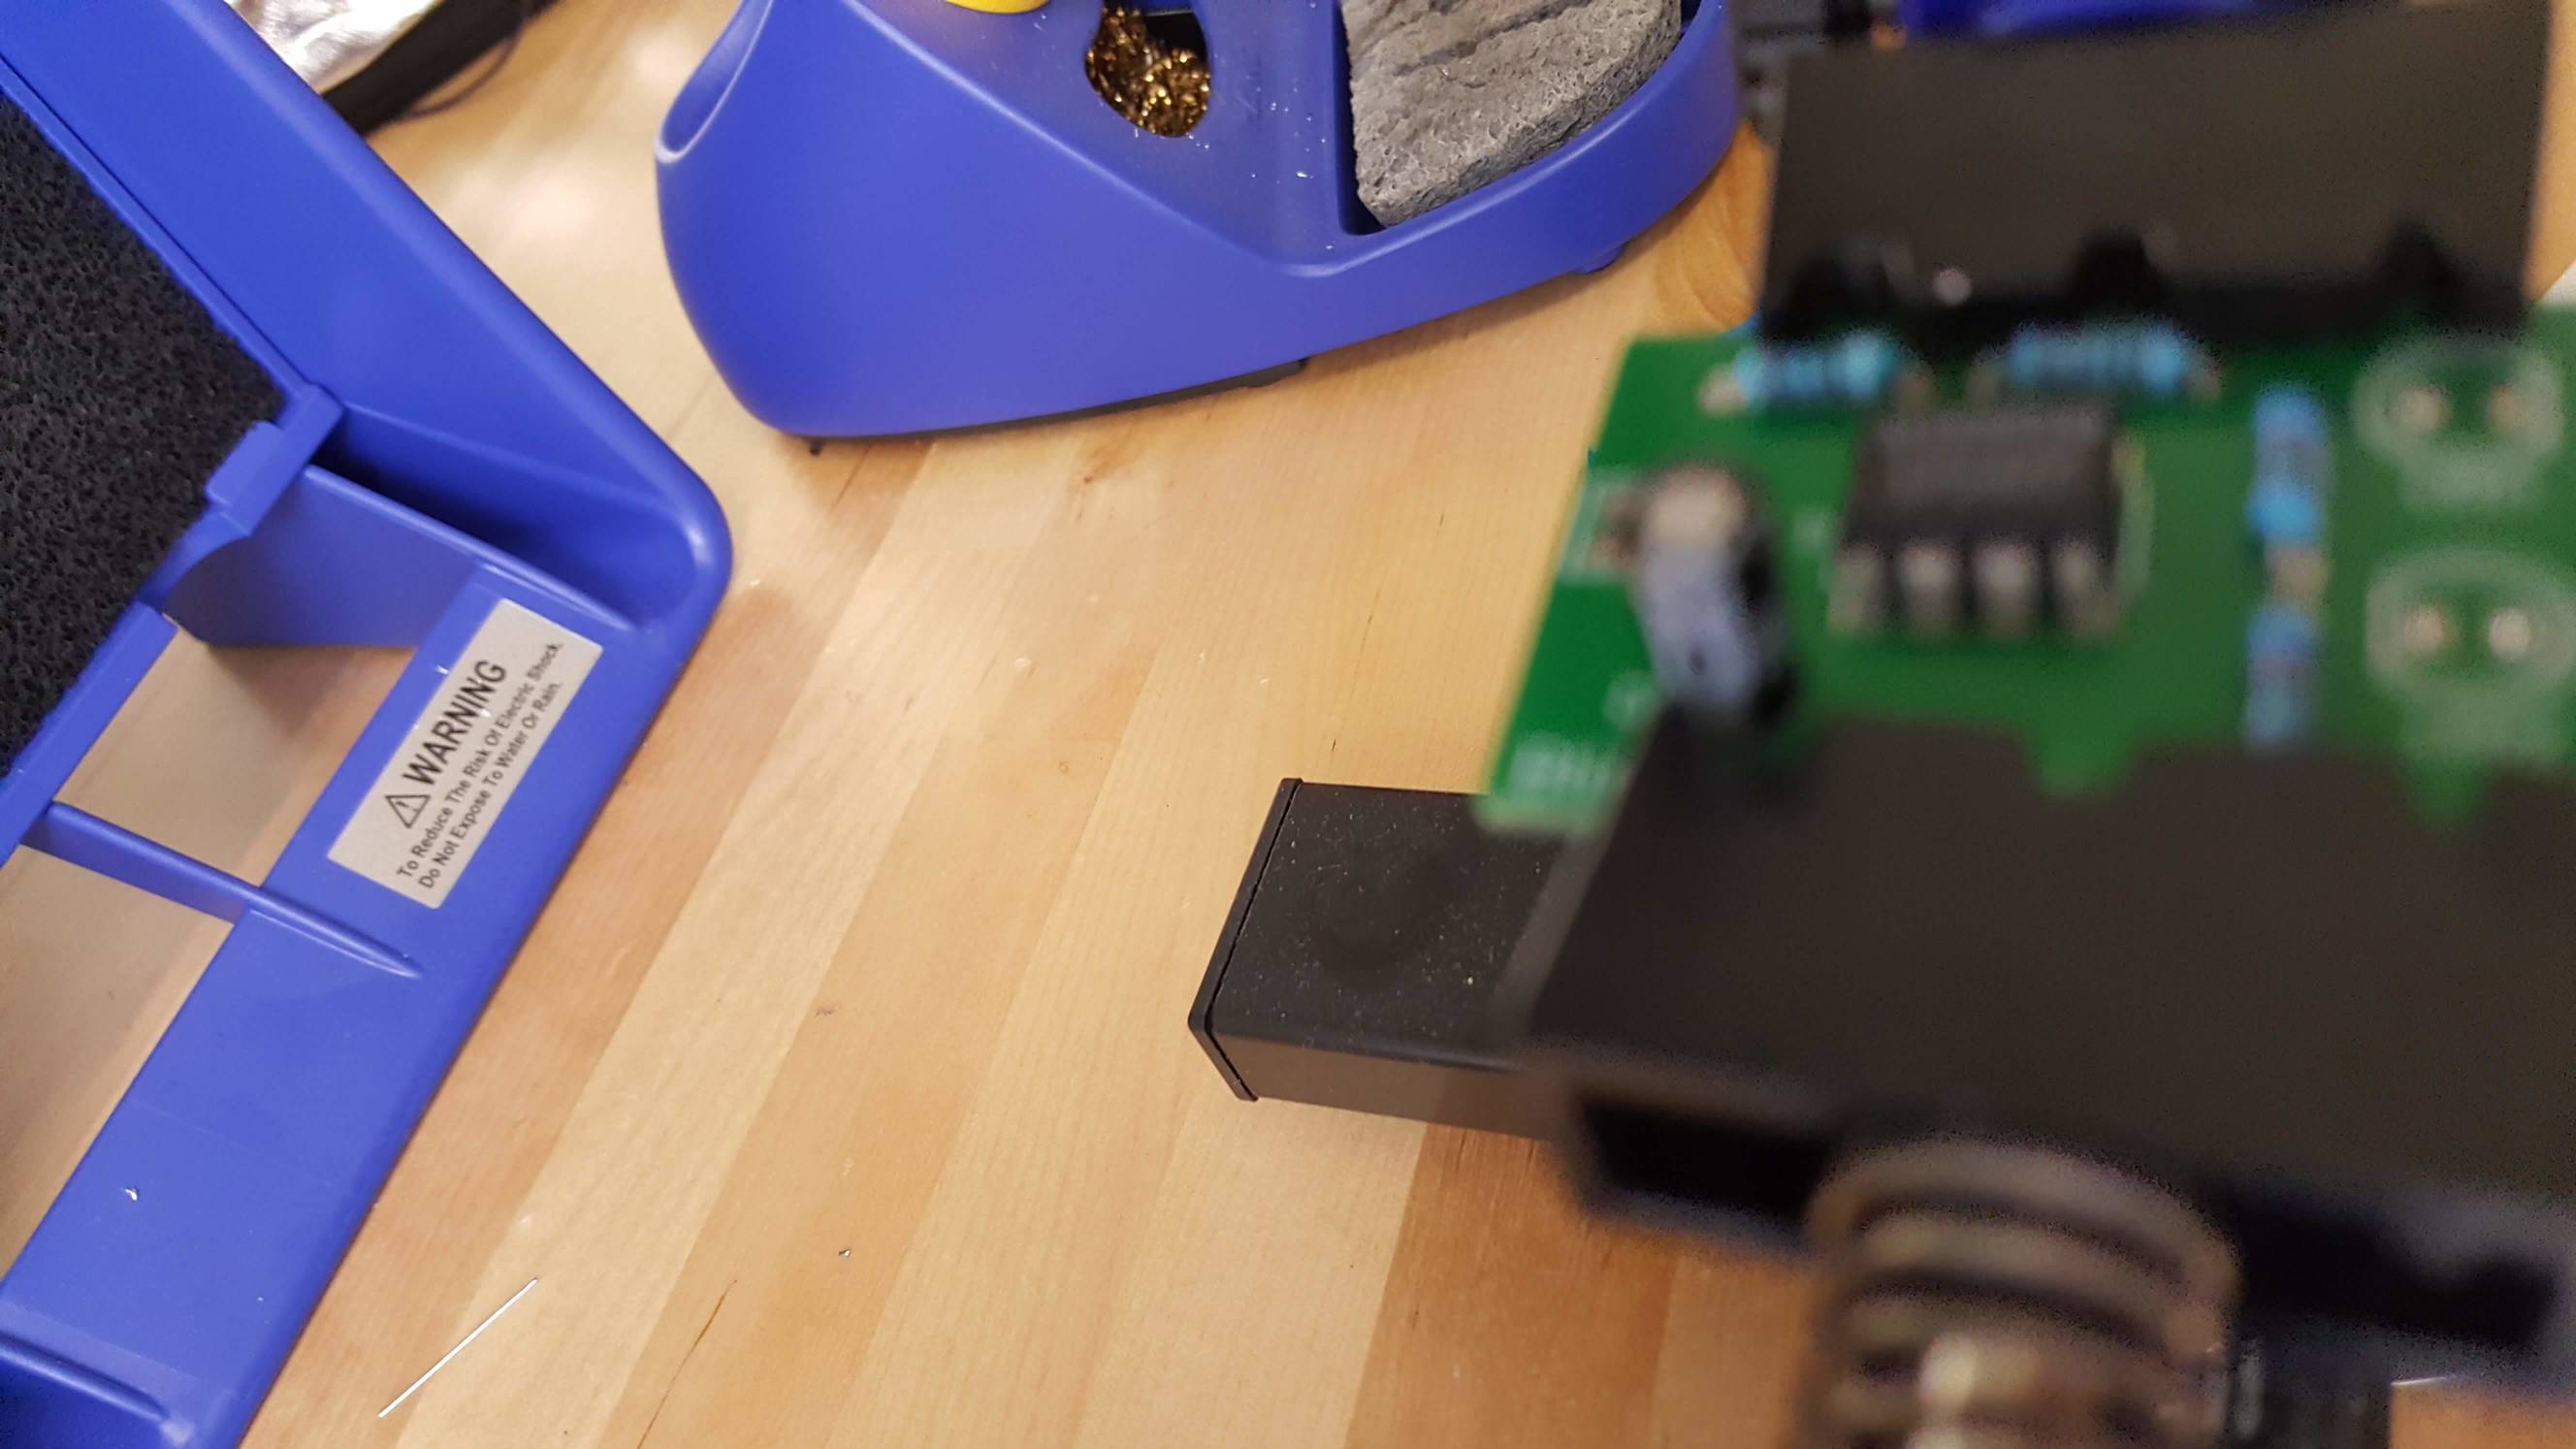 WARNING
To Reduce The Risk Of Electric Shock.
Do Not Expose To Water Or Rain.